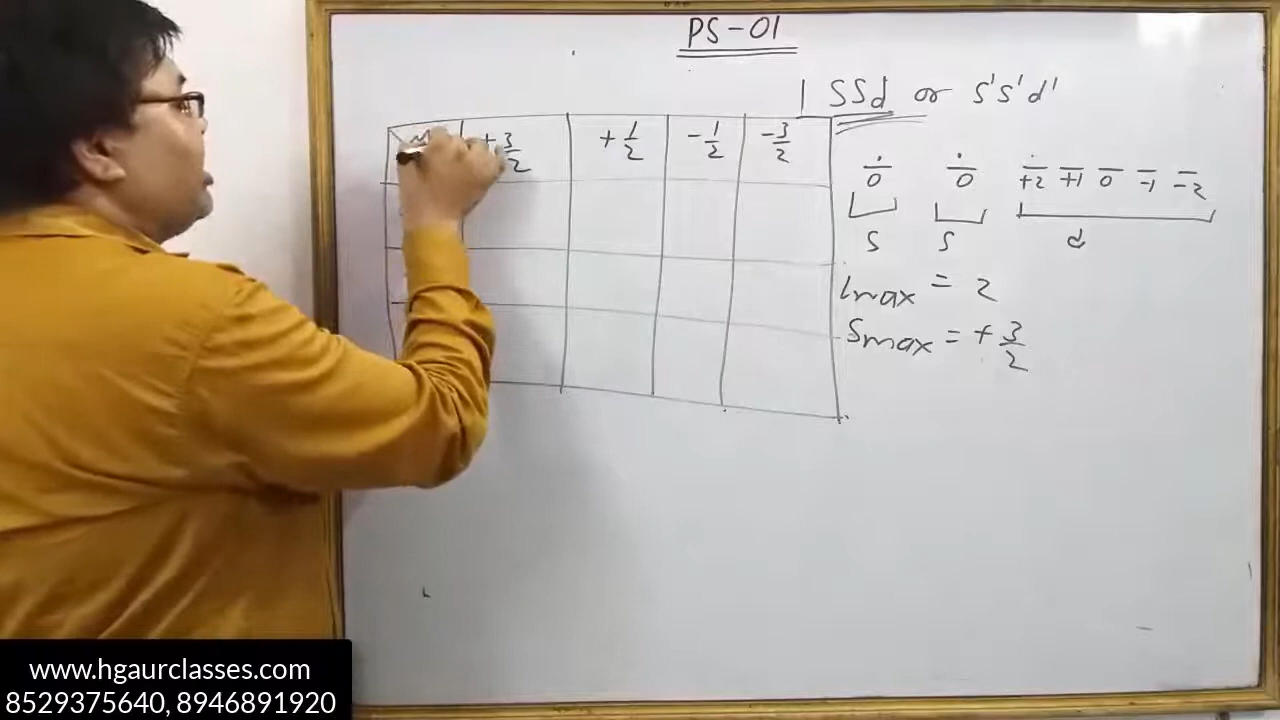 PS-01
1 SSd or s's'd'
+3/2 +1/2 -1/2 -3/2
0 0 +2 +1 0 -1 -2
s s d
Lmax = 2
Smax = +3/2
www.hgaurclasses.com
8529375640, 8946891920